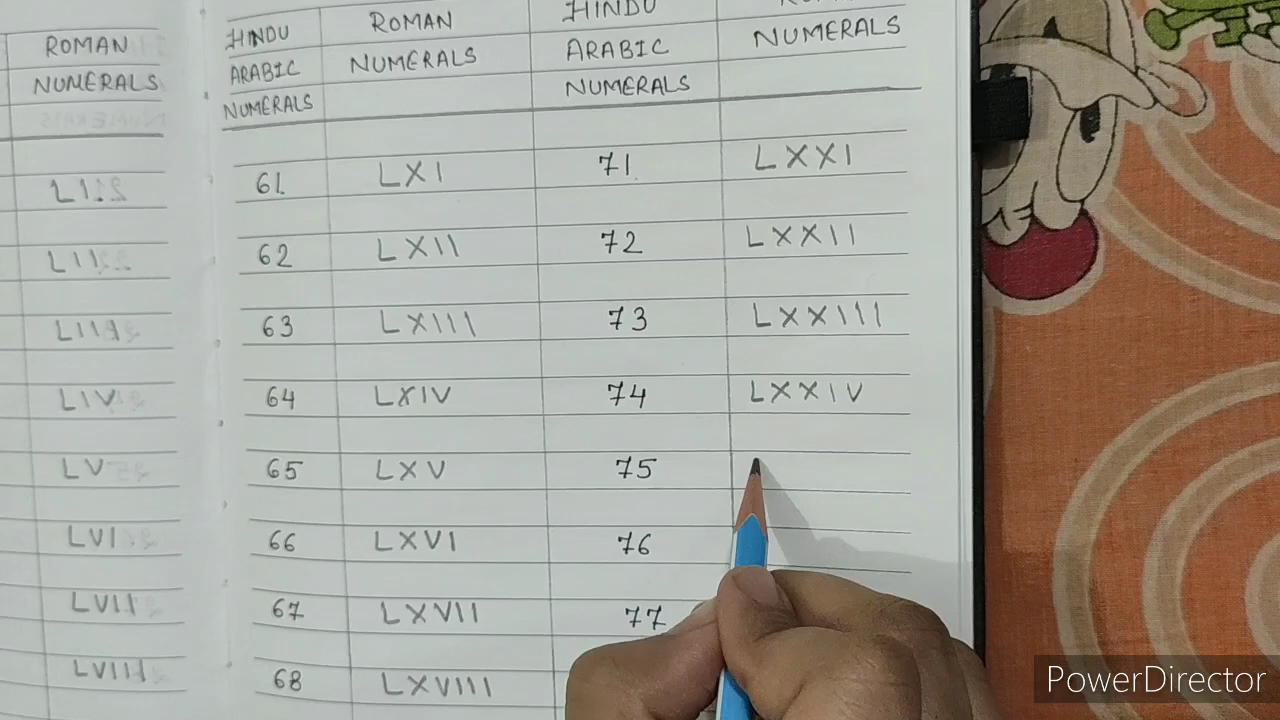 ROMAN
NUMERALS
LI
LII
LIII
LIV
LV
LVI
LVII
LVIII
HINDU ROMAN HINDU
ARABIC NUMERALS ARABIC NUMERALS
NUMERALS NUMERALS
61. LXI 71. LXXI
62 LXII 72 LXXII
63 LXIII 73 LXXIII
64 LXIV 74 LXXIV
65 LXV 75
66 LXVI 76
67 LXVII 77
68 LXVIII
PowerDirector